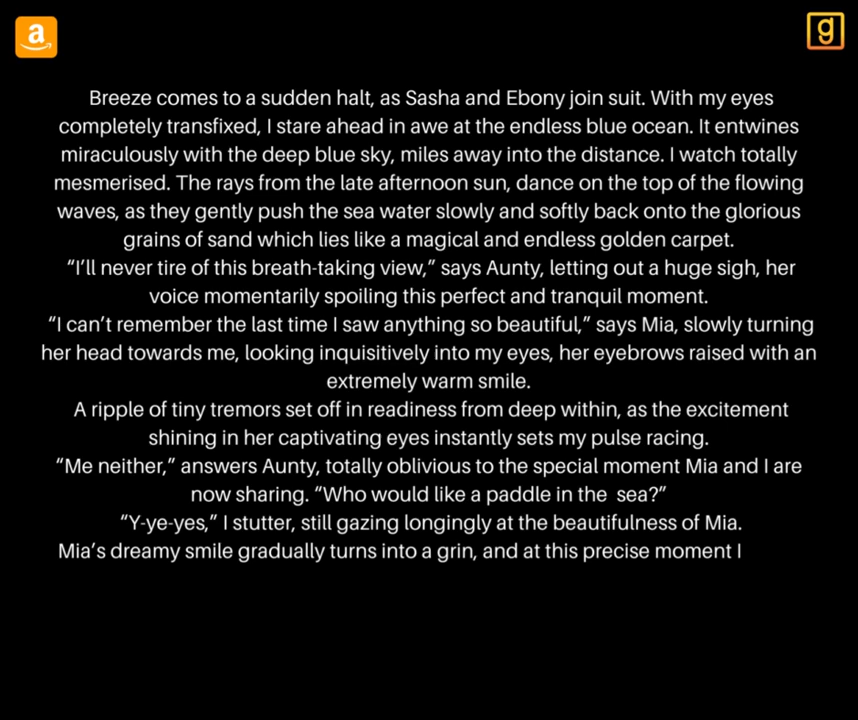 a
g
Breeze comes to a sudden halt, as Sasha and Ebony join suit. With my eyes
completely transfixed, I stare ahead in awe at the endless blue ocean. It entwines
miraculously with the deep blue sky, miles away into the distance. I watch totally
mesmerised. The rays from the late afternoon sun, dance on the top of the flowing
waves, as they gently push the sea water slowly and softly back onto the glorious
grains of sand which lies like a magical and endless golden carpet.
“I’ll never tire of this breath-taking view,” says Aunty, letting out a huge sigh, her
voice momentarily spoiling this perfect and tranquil moment.
“I can’t remember the last time I saw anything so beautiful,” says Mia, slowly turning
her head towards me, looking inquisitively into my eyes, her eyebrows raised with an
extremely warm smile.
A ripple of tiny tremors set off in readiness from deep within, as the excitement
shining in her captivating eyes instantly sets my pulse racing.
“Me neither,” answers Aunty, totally oblivious to the special moment Mia and I are
now sharing. “Who would like a paddle in the  sea?”
“Y-ye-yes,” I stutter, still gazing longingly at the beautifulness of Mia.
Mia’s dreamy smile gradually turns into a grin, and at this precise moment I